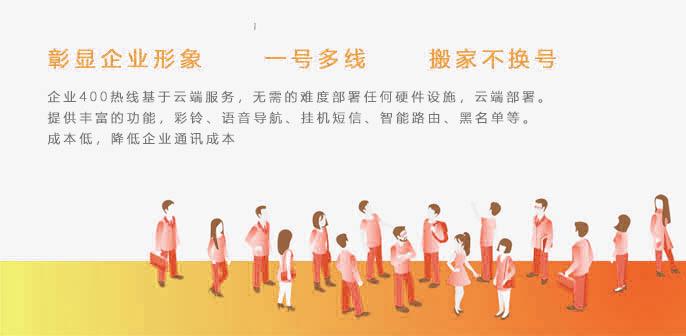 彰显企业形象 一号多线 搬家不换号
企业400热线基于云端服务，无需的难度部署任何硬件设施，云端部署。
提供丰富的功能，彩铃、语音导航、挂机短信、智能路由、黑名单等。
成本低，降低企业通讯成本